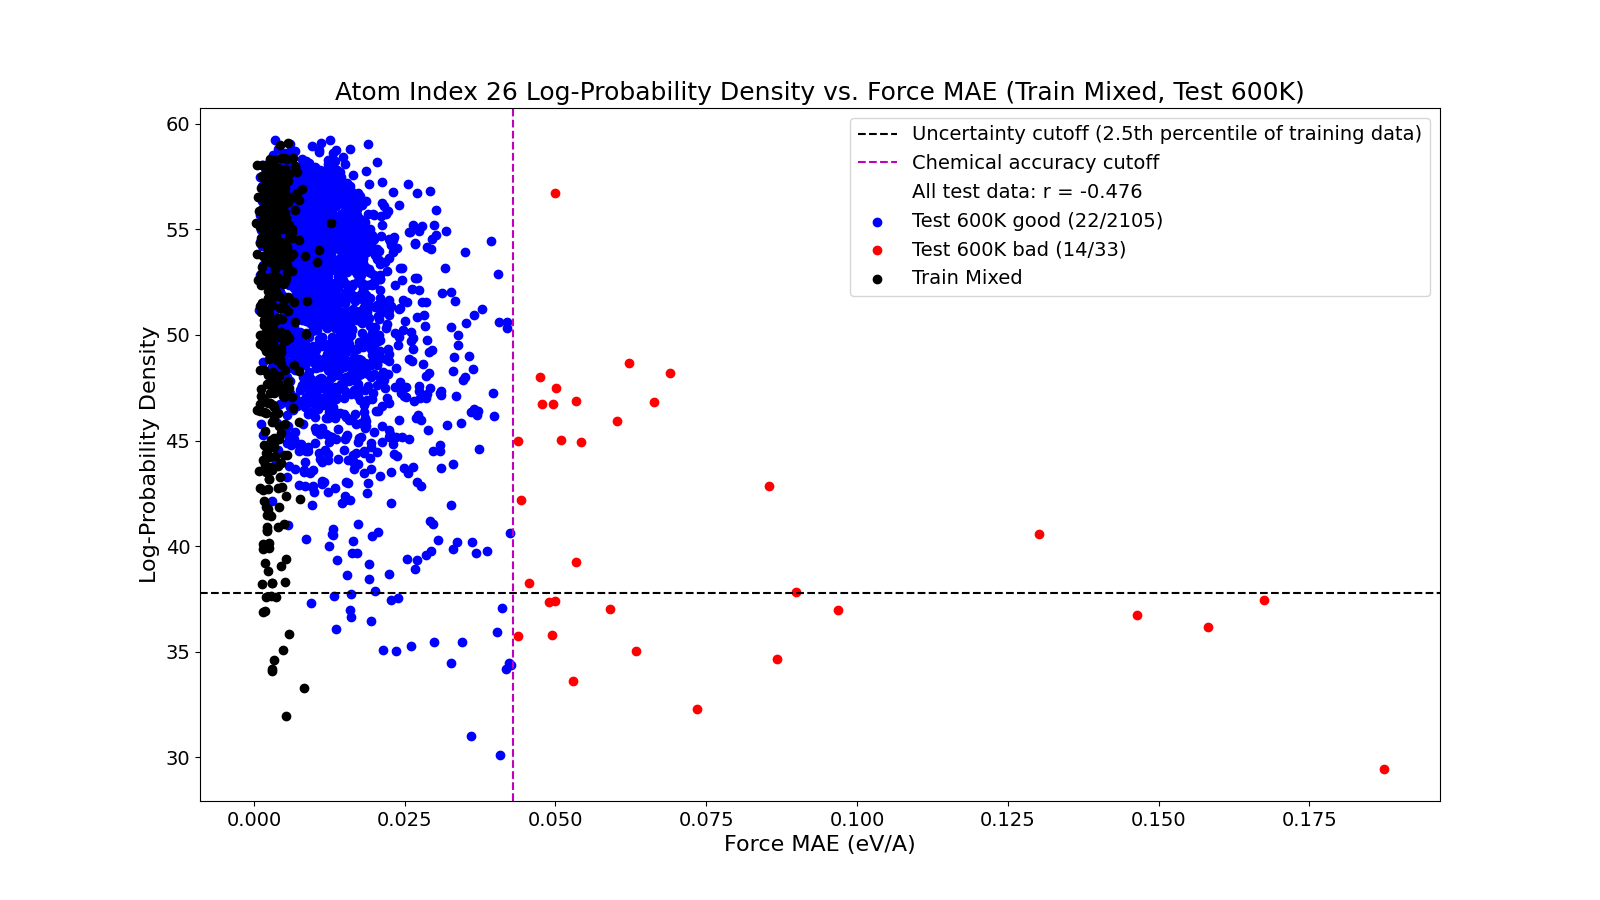 Atom Index 26 Log-Probability Density vs. Force MAE (Train Mixed, Test 600K)
Uncertainty cutoff (2.5th percentile of training data)
Chemical accuracy cutoff
All test data: r = -0.476
Test 600K good (22/2105)
Test 600K bad (14/33)
Train Mixed
Log-Probability Density
60
55
50
45
40
35
30
0.000 0.025 0.050 0.075 0.100 0.125 0.150 0.175
Force MAE (eV/A)